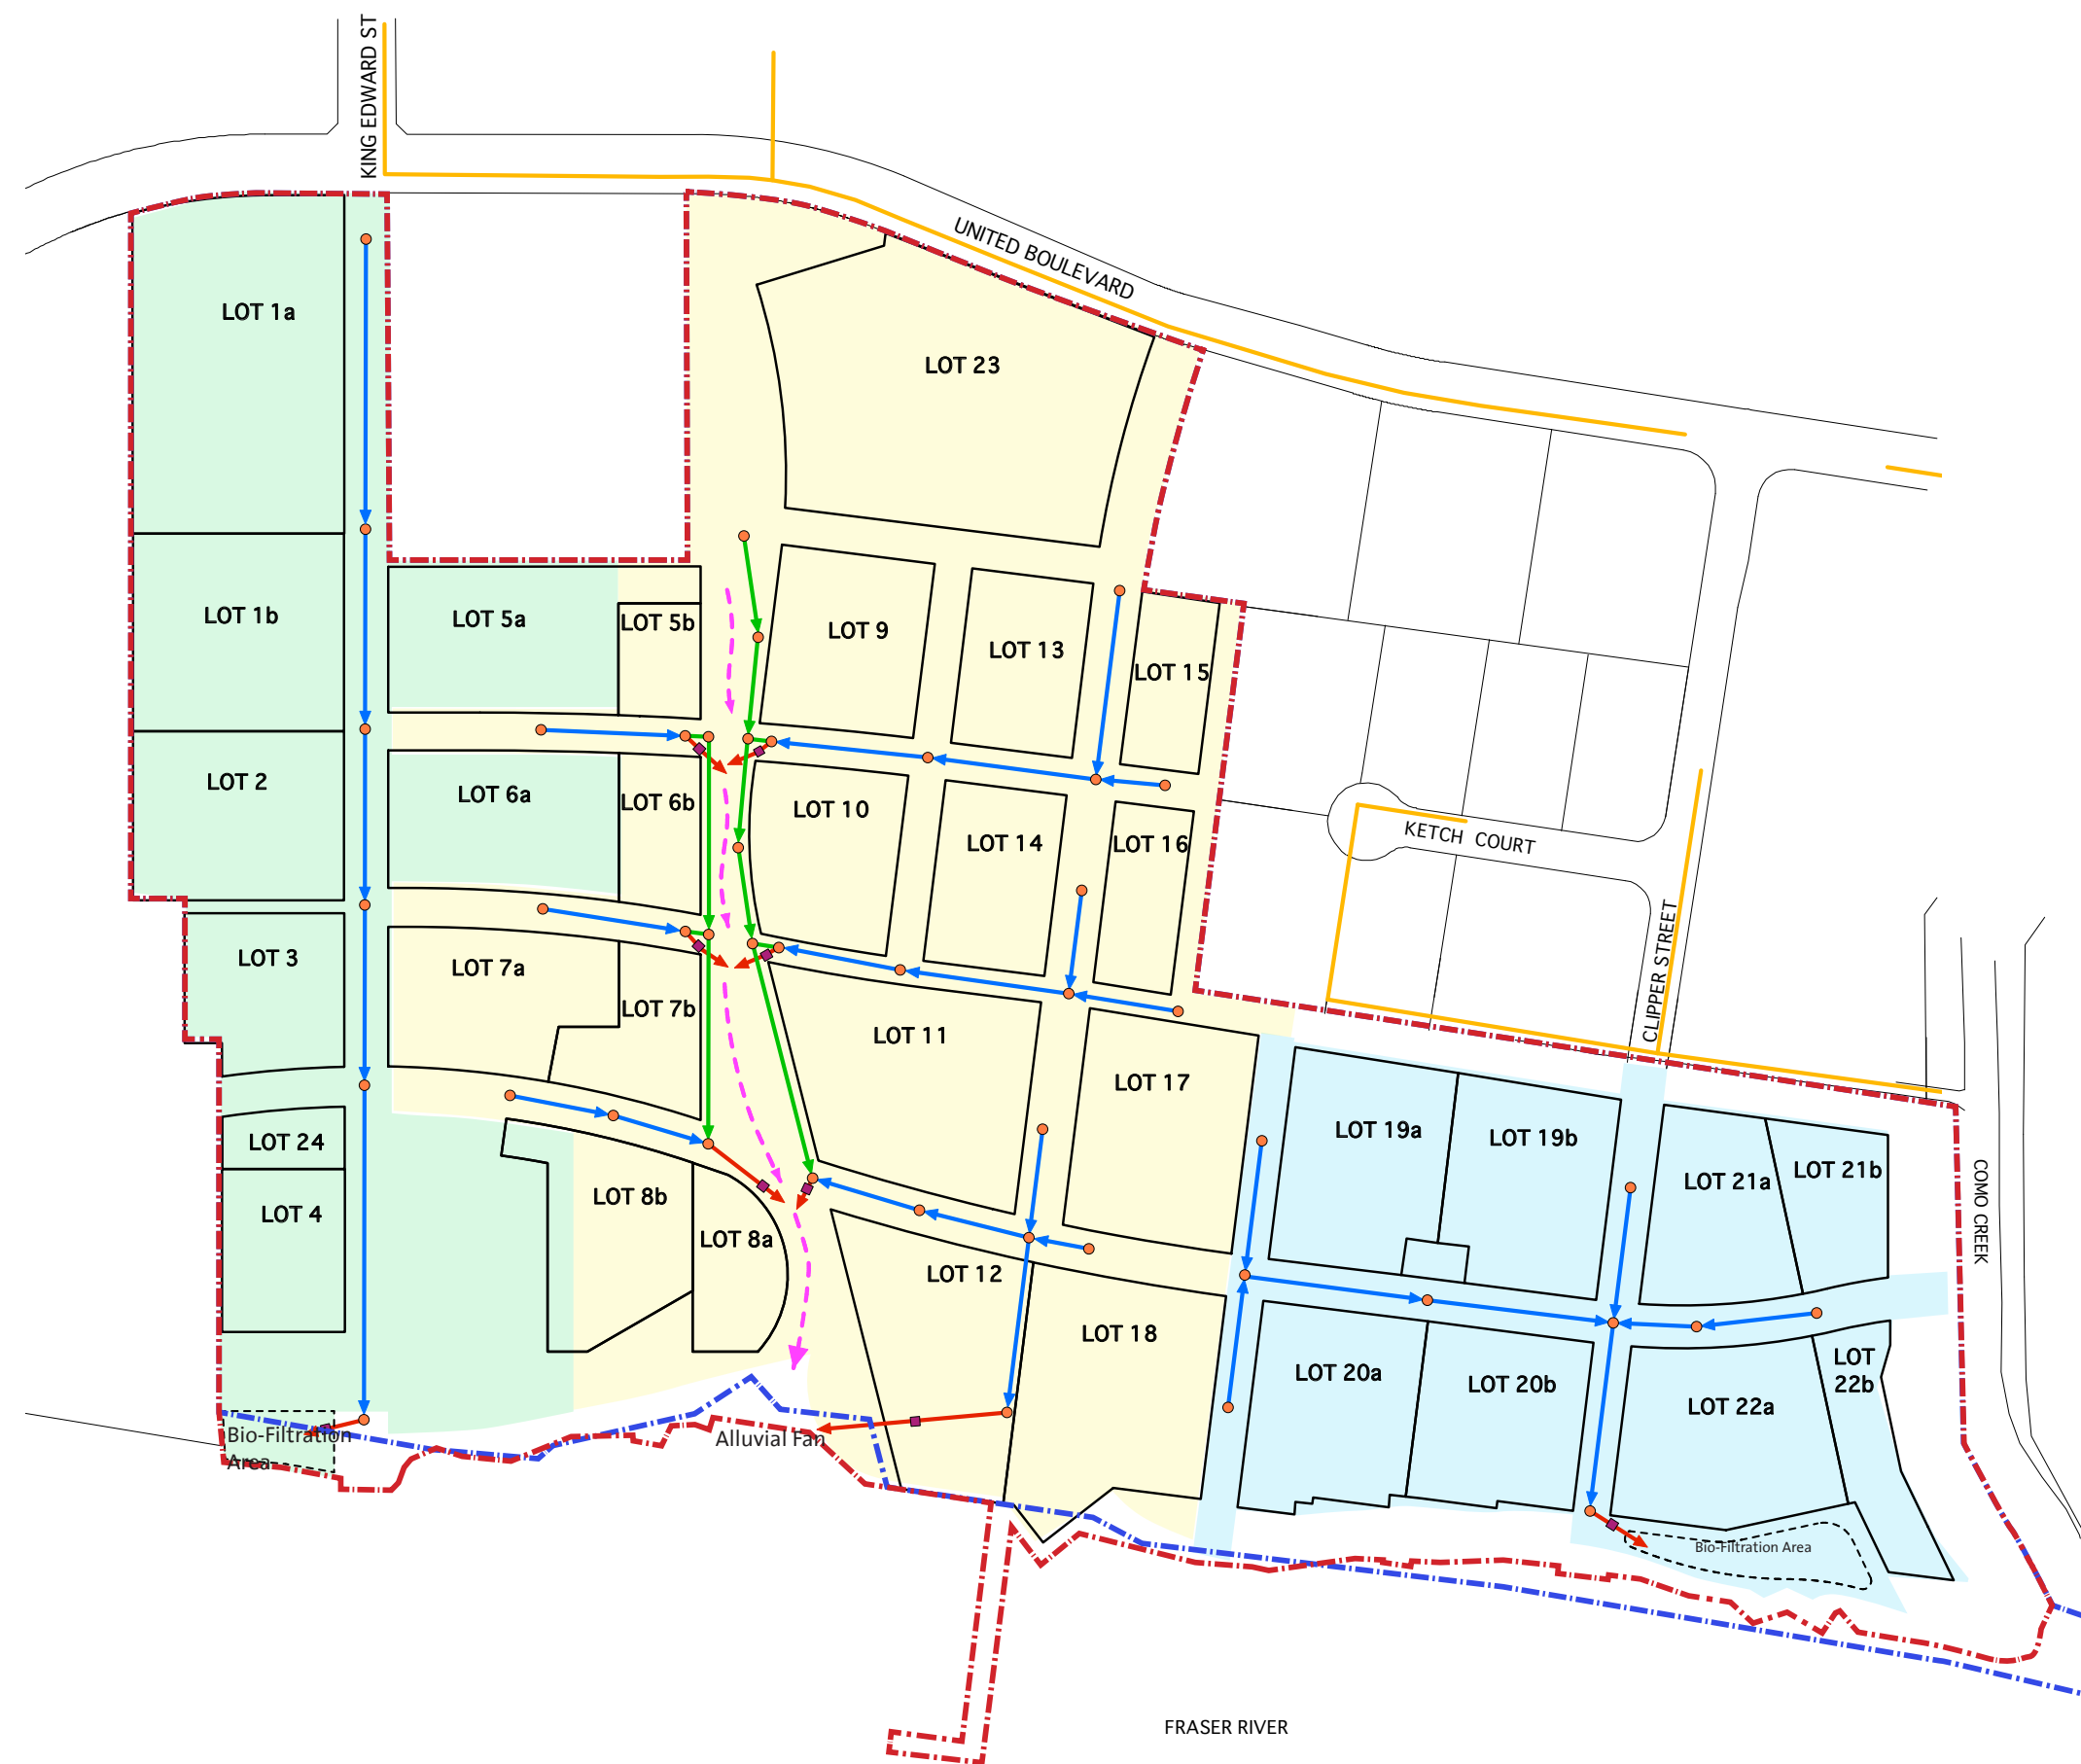 KING EDWARD ST
UNITED BOULEVARD
LOT 1a
LOT 23
LOT 1b
LOT 5a
LOT 5b
LOT 9
LOT 13
LOT 15
LOT 2
LOT 6a
LOT 6b
LOT 10
LOT 14
LOT 16
KETCH COURT
CLIPPER STREET
LOT 3
LOT 7a
LOT 7b
LOT 11
LOT 17
LOT 24
LOT 19a
LOT 19b
LOT 21a
LOT 21b
COMO CREEK
LOT 4
LOT 8b
LOT 8a
LOT 12
LOT 18
LOT 20a
LOT 20b
LOT 22a
LOT
22b
Bio-Filtration
Area
Alluvial Fan
Bio-Filtration Area
FRASER RIVER